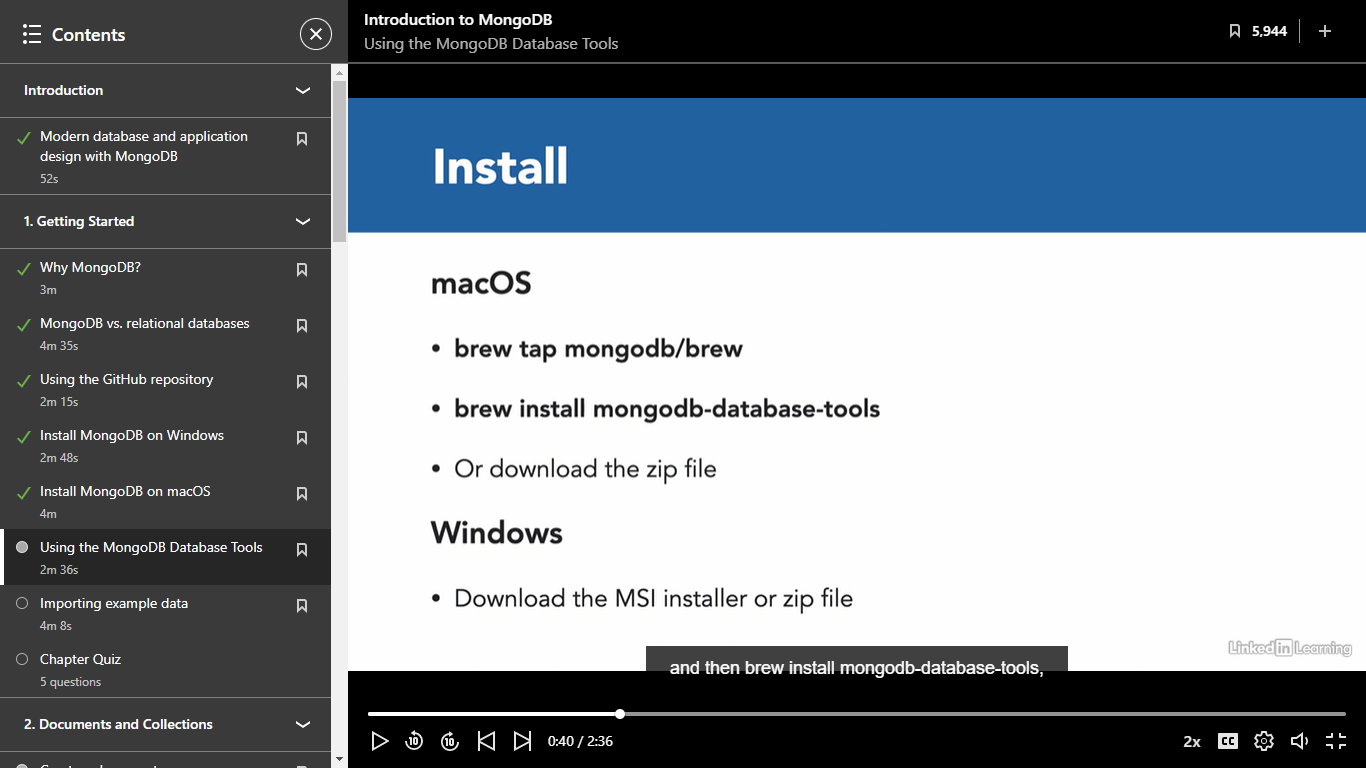 Contents
Introduction
Modern database and application
design with MongoDB
52s
1. Getting Started
Why MongoDB?
3m
MongoDB vs. relational databases
4m 35s
Using the GitHub repository
2m 15s
Install MongoDB on Windows
2m 48s
Install MongoDB on macOS
4m
Using the MongoDB Database Tools
2m 36s
Importing example data
4m 8s
Chapter Quiz
5 questions
2. Documents and Collections
Introduction to MongoDB
Using the MongoDB Database Tools
5,944
Install
macOS
• brew tap mongodb/brew
• brew install mongodb-database-tools
• Or download the zip file
Windows
• Download the MSI installer or zip file
LinkedIn Learning
and then brew install mongodb-database-tools,
10
10
0:40 / 2:36
2x
CC